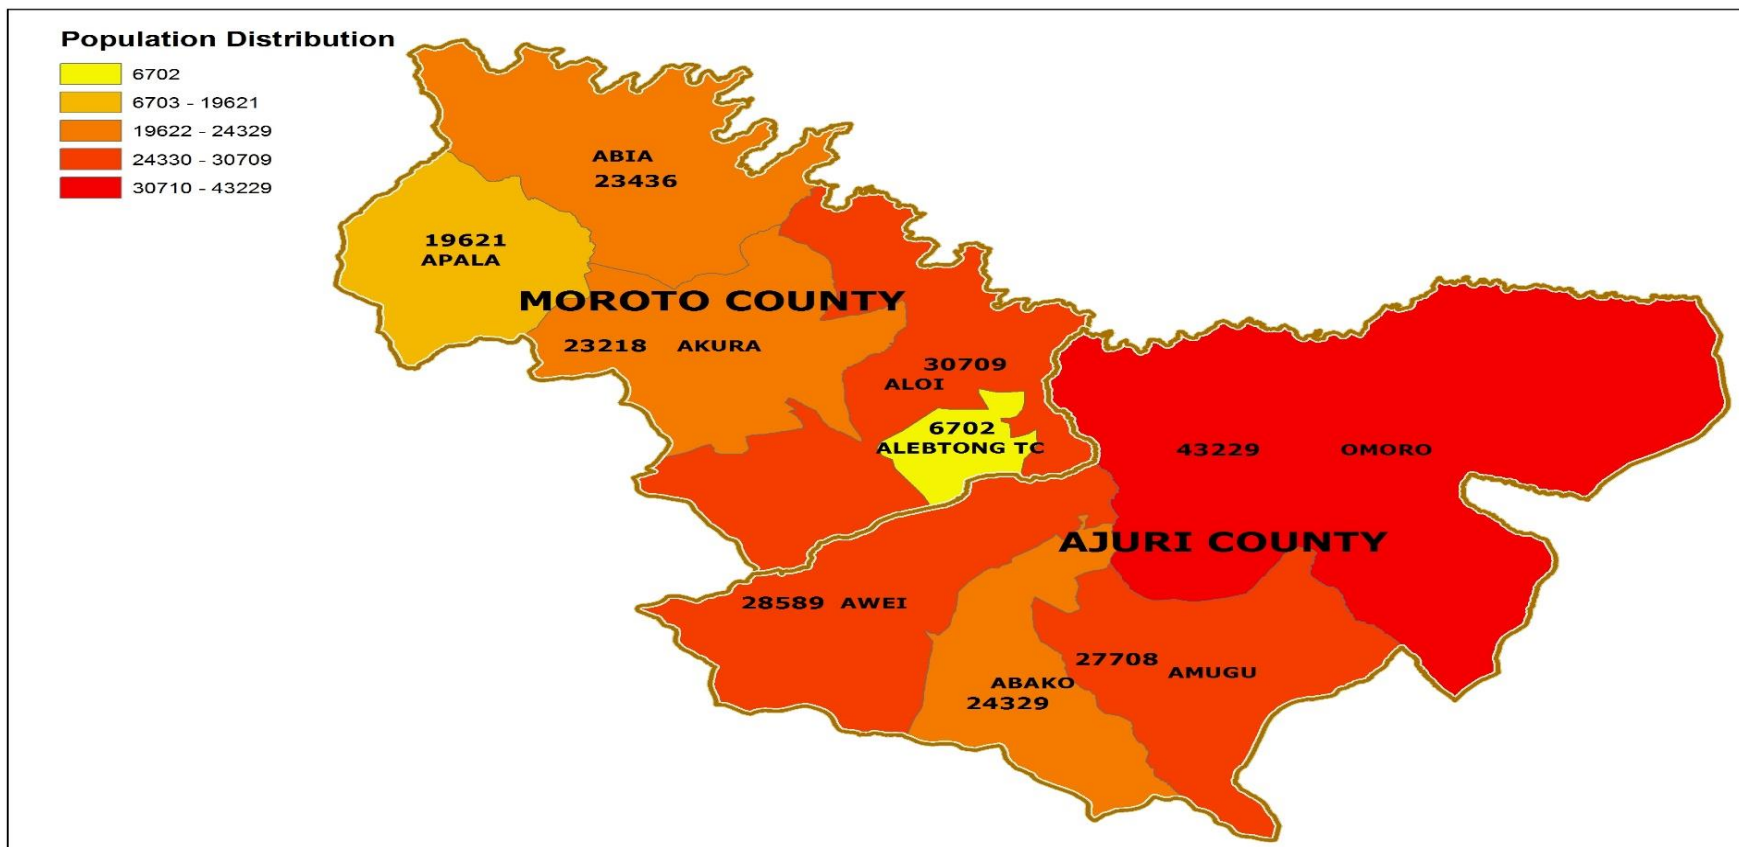 Population Distribution
6702
6703 - 19621
19622 - 24329
24330 - 30709
30710 - 43229
ABIA
23436
19621
APALA
MOROTO COUNTY
23218 AKURA
30709
ALOI
6702
ALEBTONG TC
43229 OMORO
AJURI COUNTY
28589 AWEI
27708
AMUGU
ABAKO
24329